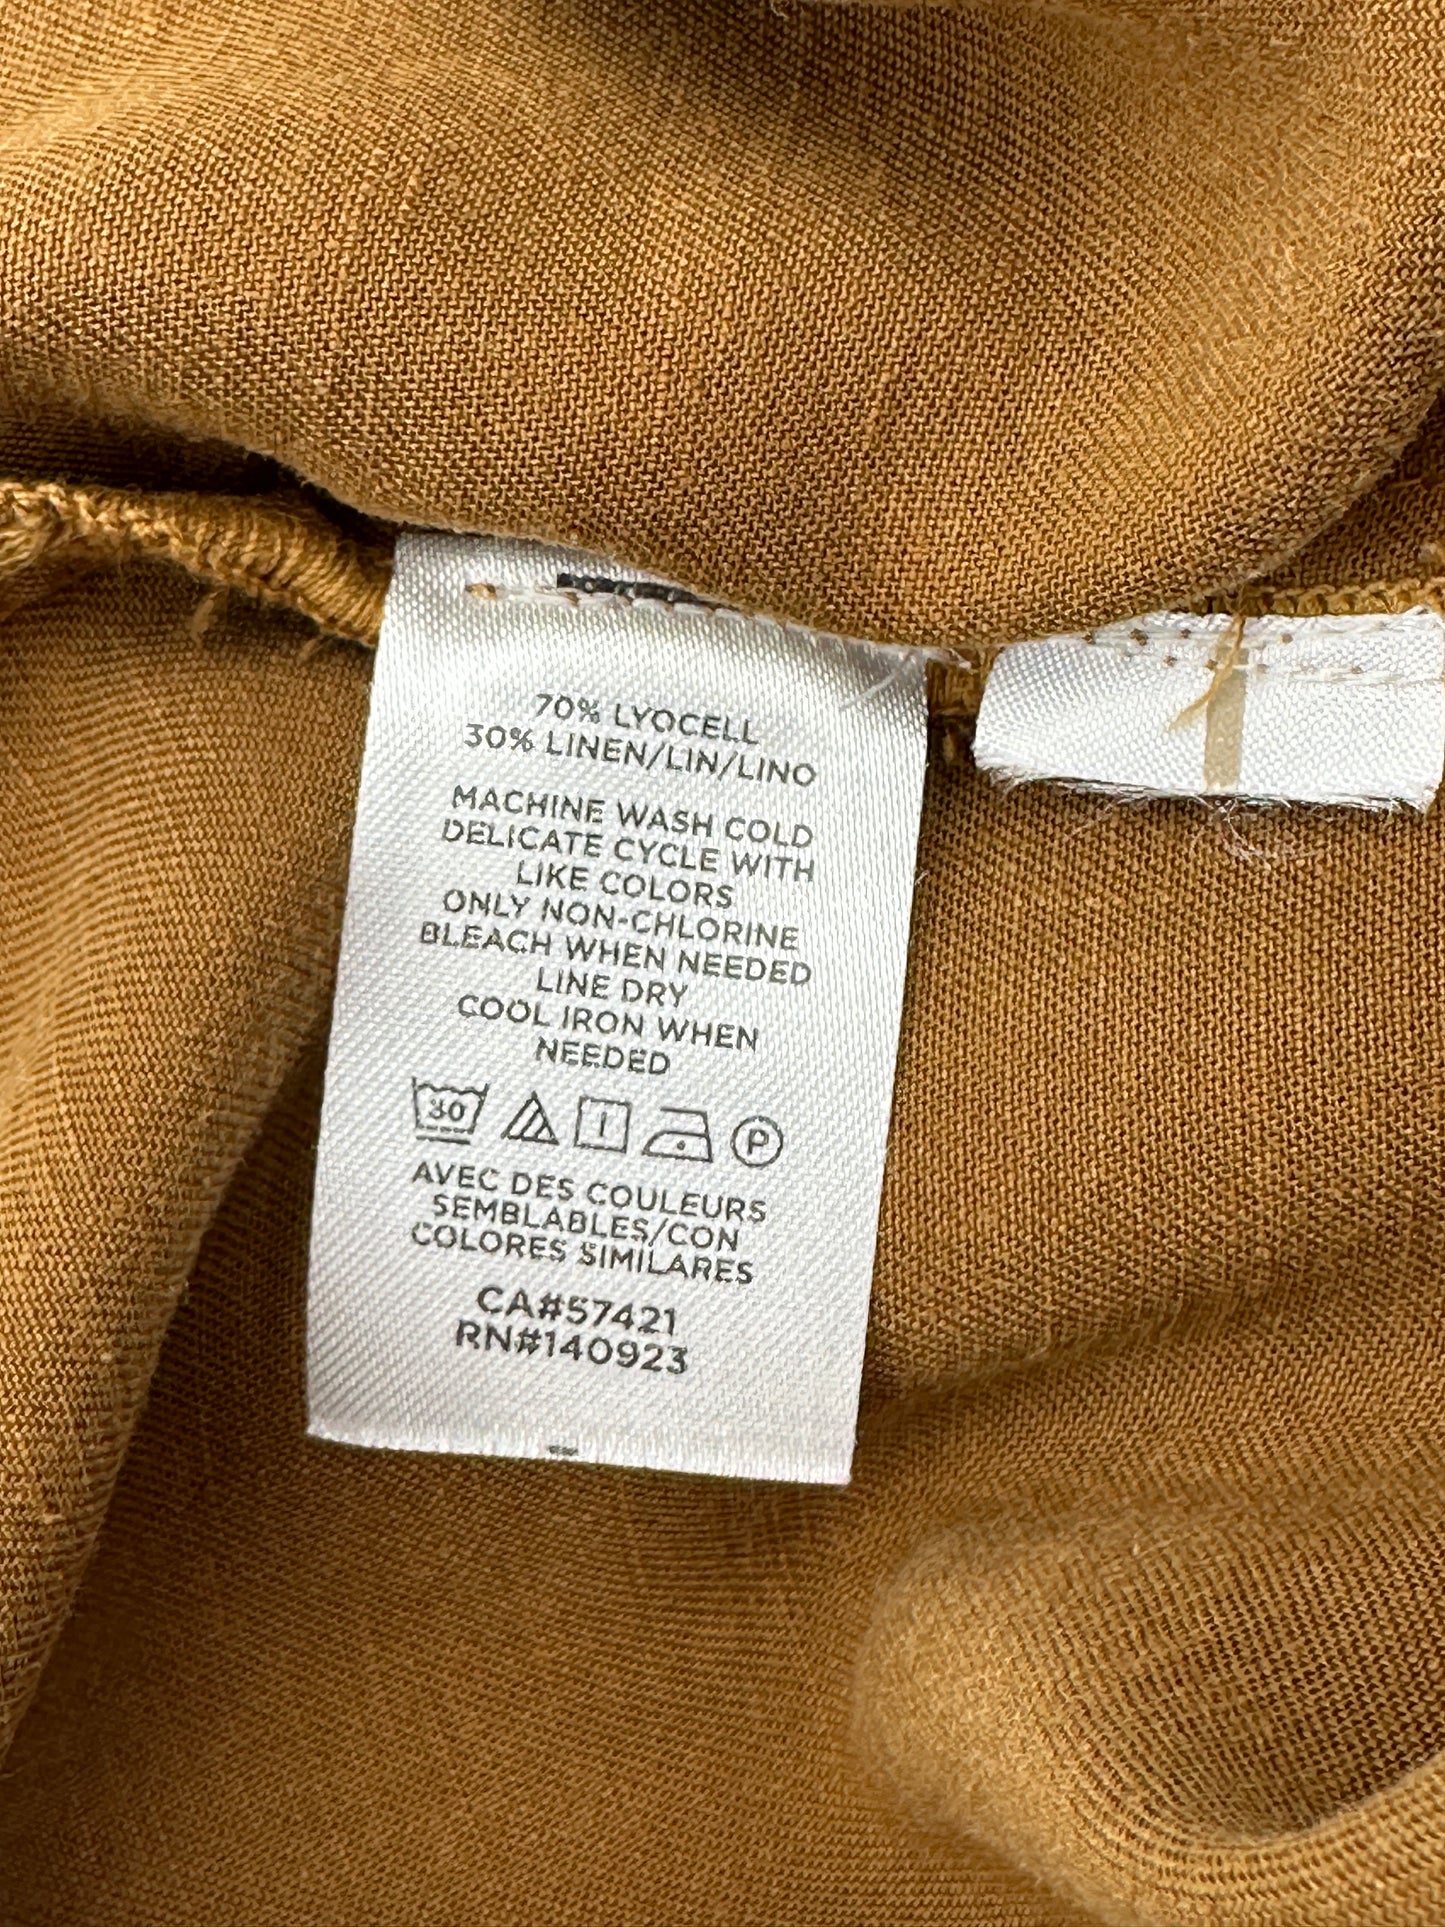 70% LYOCELL
30% LINEN/LIN/LINO
MACHINE WASH COLD
DELICATE CYCLE WITH
LIKE COLORS
ONLY NON-CHLORINE
BLEACH WHEN NEEDED
LINE DRY
COOL IRON WHEN
NEEDED
30 P
AVEC DES COULEURS
SEMBLABLES/CON
COLORES SIMILARES
CA#57421
RN#140923